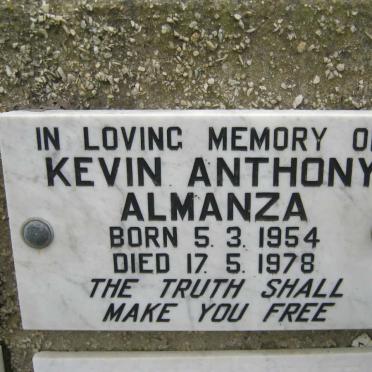 IN LOVING MEMORY O
KEVIN ANTHONY
ALMANZA
BORN 5. 3. 1954
DIED 17. 5. 1978
THE TRUTH SHALL
MAKE YOU FREE